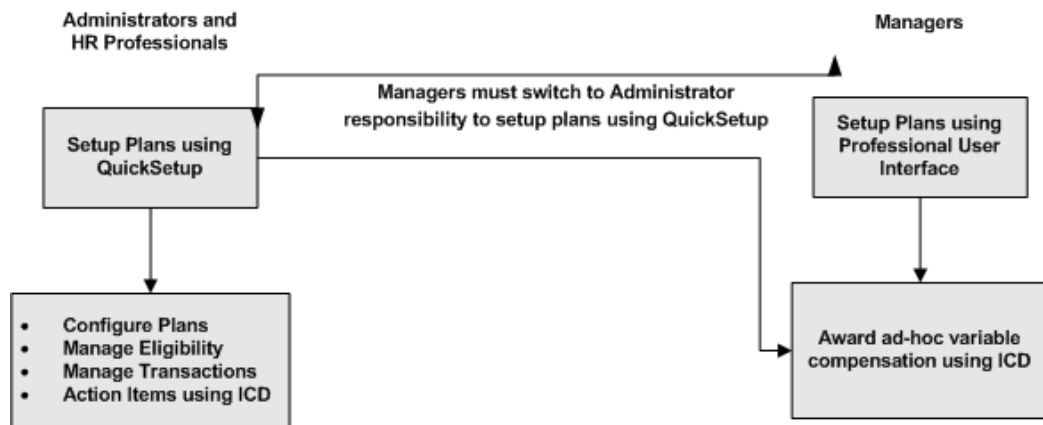 Administrators and
HR Professionals
Managers
Managers must switch to Administrator
responsibility to setup plans using QuickSetup
Setup Plans using
QuickSetup
Setup Plans using
Professional User
Interface
• Configure Plans
• Manage Eligibility
• Manage Transactions
• Action Items using ICD
Award ad-hoc variable
compensation using ICD